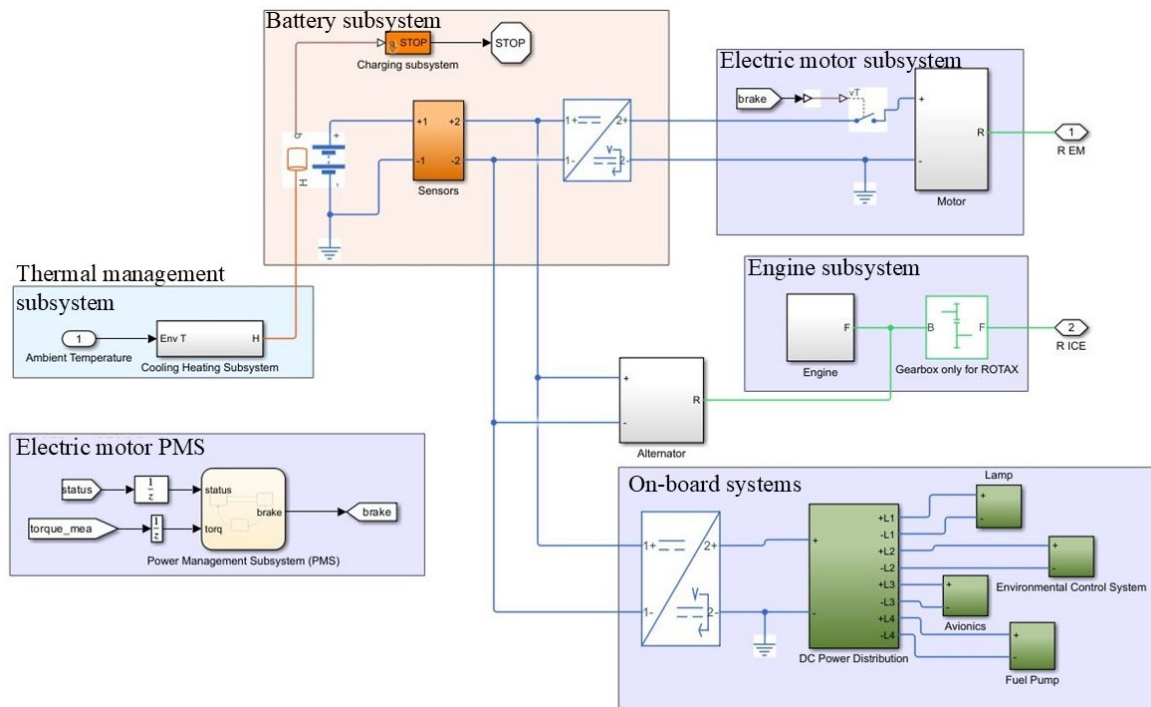 Battery subsystem
STOP
STOP
Charging subsystem
+1
+2
-1
-2
Sensors
+
-
H
1+
2+
1-
V
2-
Electric motor subsystem
brake
vT
+
-
R
Motor
1
R EM
Thermal management
subsystem
1
Ambient Temperature
Env T
H
Cooling Heating Subsystem
Engine subsystem
F
Engine
B
F
Gearbox only for ROTAX
2
R ICE
+
-
R
Alternator
Electric motor PMS
status
1
z
status
torque_mea
1
z
torq
brake
brake
Power Management Subsystem (PMS)
On-board systems
1+
2+
1-
V
2-
+
-
+L1
-L1
+L2
-L2
+L3
-L3
+L4
-L4
DC Power Distribution
Lamp
+
-
+
-
Environmental Control System
+
-
Avionics
+
-
Fuel Pump